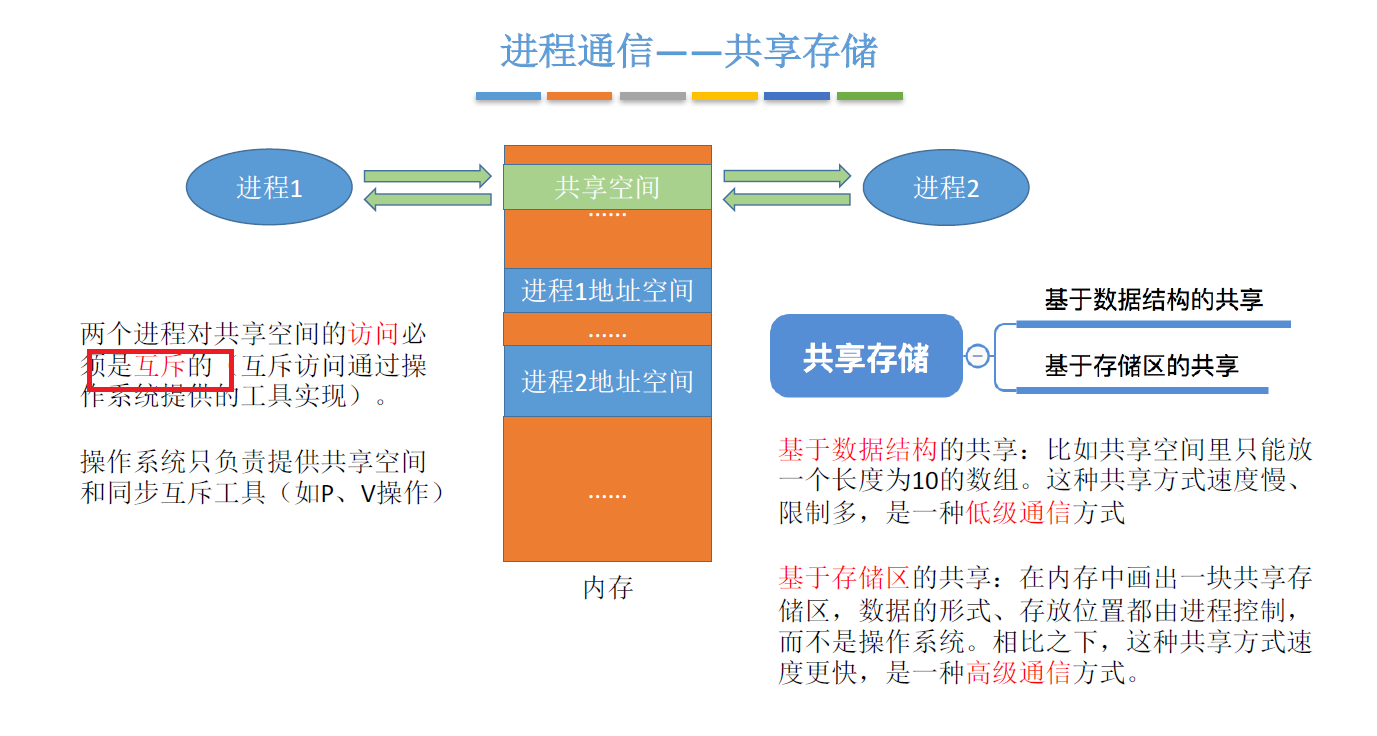 进程通信——共享存储
进程1
共享空间
进程2
......
进程1地址空间
......
进程2地址空间
......
内存
两个进程对共享空间的访问必
须是互斥的（互斥访问通过操
作系统提供的工具实现）。
操作系统只负责提供共享空间
和同步互斥工具（如P、V操作）
共享存储
基于数据结构的共享
基于存储区的共享
基于数据结构的共享：比如共享空间里只能放
一个长度为10的数组。这种共享方式速度慢、
限制多，是一种低级通信方式
基于存储区的共享：在内存中画出一块共享存
储区，数据的形式、存放位置都由进程控制，
而不是操作系统。相比之下，这种共享方式速
度更快，是一种高级通信方式。